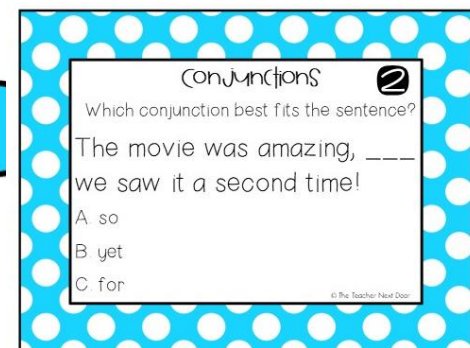 Conjunctions 2
Which conjunction best fits the sentence?
The movie was amazing, ___
we saw it a second time!
A. so
B. yet
C. for
© The Teacher Next Door